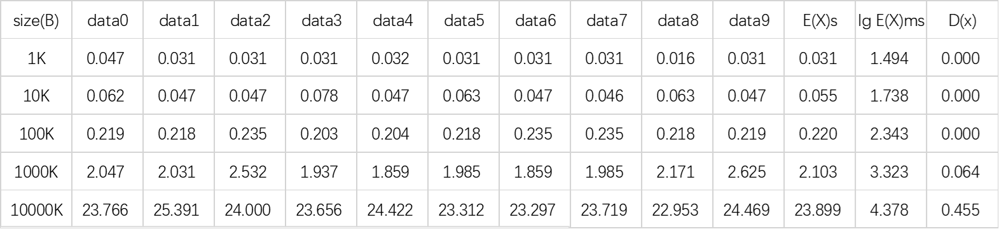 size(B) data0 data1 data2 data3 data4 data5 data6 data7 data8 data9 E(X)s lg E(X)ms D(x)
1K 0.047 0.031 0.031 0.031 0.032 0.031 0.031 0.031 0.016 0.031 0.031 1.494 0.000
10K 0.062 0.047 0.047 0.078 0.047 0.063 0.047 0.046 0.063 0.047 0.055 1.738 0.000
100K 0.219 0.218 0.235 0.203 0.204 0.218 0.235 0.235 0.218 0.219 0.220 2.343 0.000
1000K 2.047 2.031 2.532 1.937 1.859 1.985 1.859 1.985 2.171 2.625 2.103 3.323 0.064
10000K 23.766 25.391 24.000 23.656 24.422 23.312 23.297 23.719 22.953 24.469 23.899 4.378 0.455